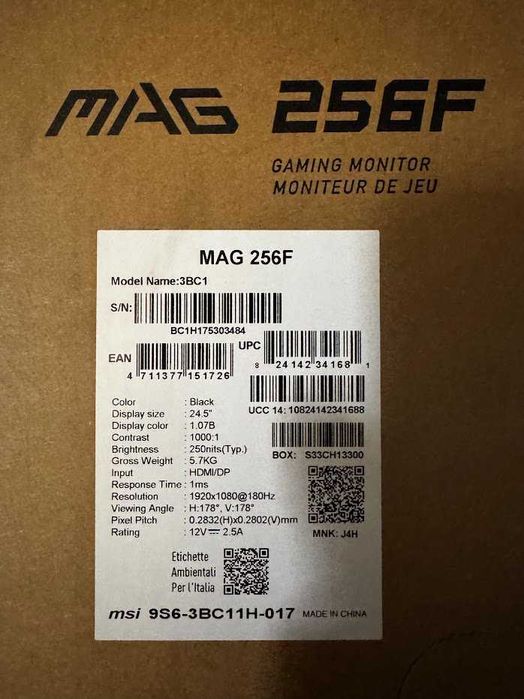 MAG 256F
GAMING MONITOR
MONITEUR DE JEU
MAG 256F
Model Name:3BC1
S/N:
BC1H175303484
EAN
4 711377 151726
UPC
8 24142 34168 1
UCC 14: 10824142341688
BOX: S33CH13300
MNK: J4H
Color : Black
Display size : 24.5"
Display color : 1.07B
Contrast : 1000:1
Brightness : 250nits(Typ.)
Gross Weight : 5.7KG
Input : HDMI/DP
Response Time : 1ms
Resolution : 1920x1080@180Hz
Viewing Angle : H:178°, V:178°
Pixel Pitch : 0.2832(H)x0.2802(V)mm
Rating : 12V⎓ 2.5A
Etichette
Ambientali
Per l'Italia
msi 9S6-3BC11H-017 MADE IN CHINA